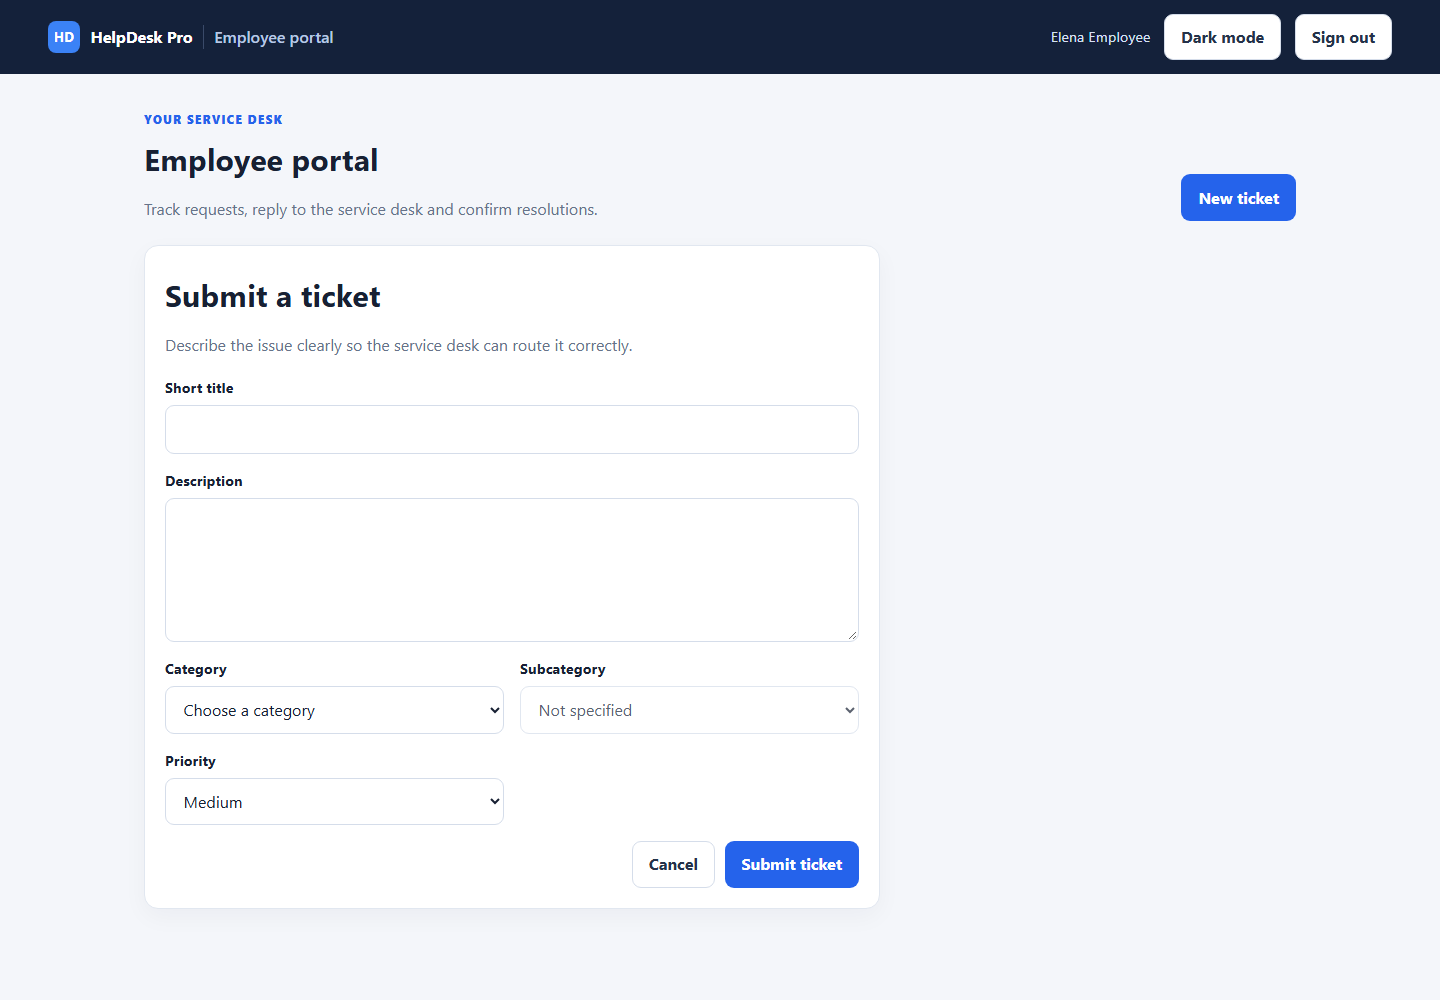 HD HelpDesk Pro Employee portal Elena Employee Dark mode Sign out
YOUR SERVICE DESK
Employee portal
Track requests, reply to the service desk and confirm resolutions.
New ticket
Submit a ticket
Describe the issue clearly so the service desk can route it correctly.
Short title
Description
Category Subcategory
Choose a category Not specified
Priority
Medium
Cancel Submit ticket